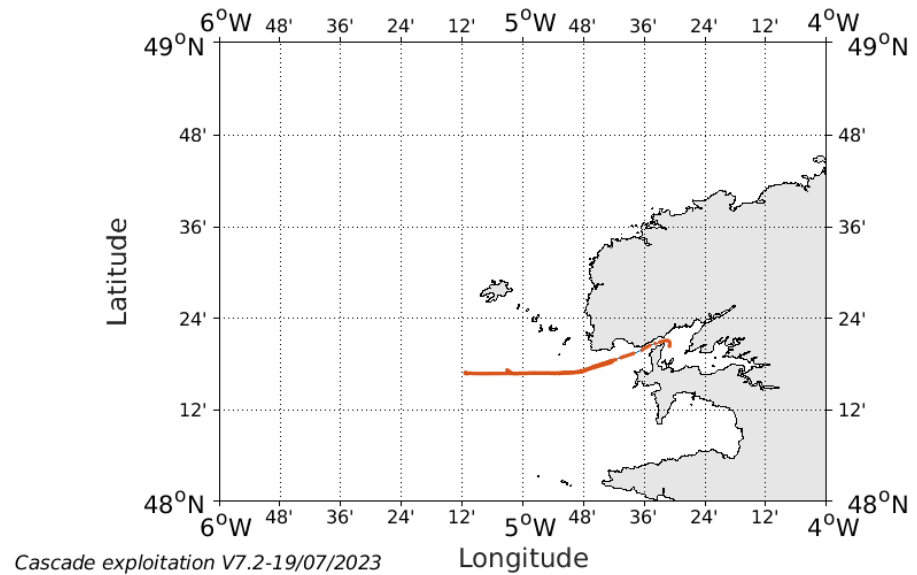 6°W 48' 36' 24' 12' 5°W 48' 36' 24' 12' 4°W
49°N 49°N
48' 48'
36' 36'
Latitude
24' 24'
12' 12'
48°N 48°N
6°W 48' 36' 24' 12' 5°W 48' 36' 24' 12' 4°W
Longitude
Cascade exploitation V7.2-19/07/2023